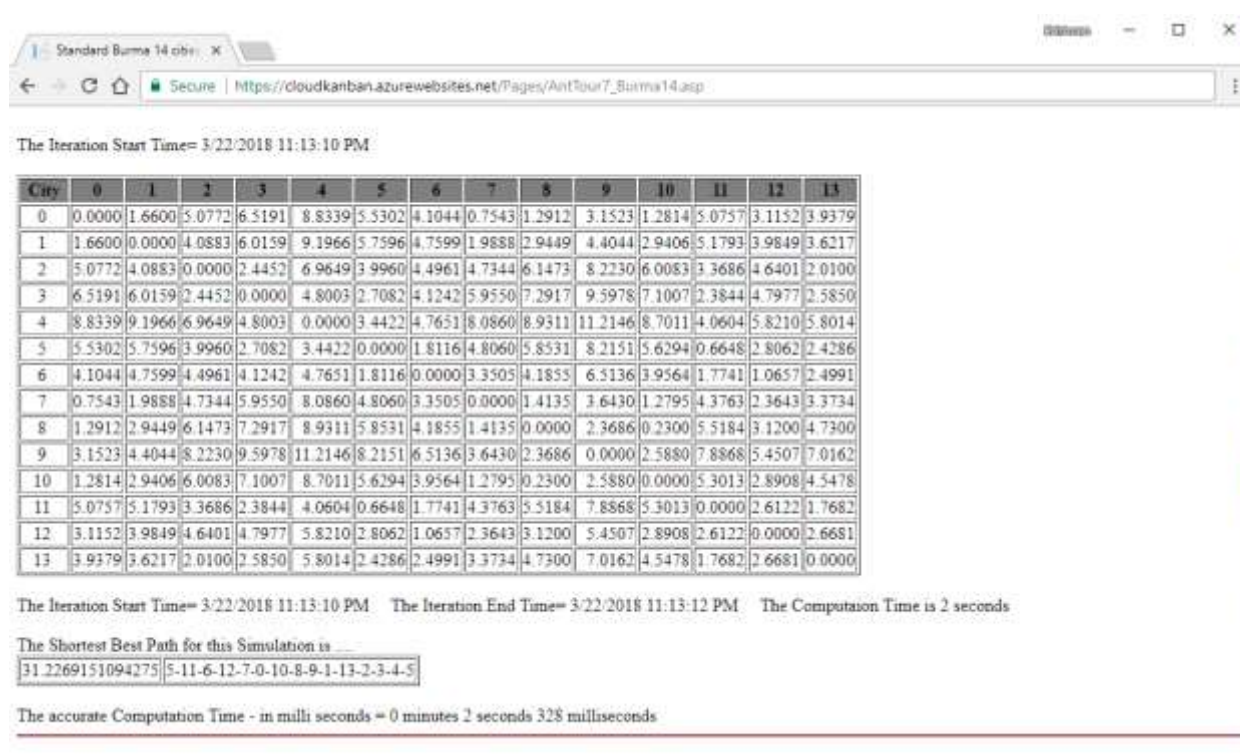 Standard Burma 14 citi
Secure | https://cloudkanban.azurewebsites.net/Pages/AntTour7_Burma14.asp
The Iteration Start Time= 3/22/2018 11:13:10 PM
City 0 1 2 3 4 5 6 7 8 9 10 11 12 13
0 0.0000 1.6600 5.0772 6.5191 8.8339 5.5302 4.1044 0.7543 1.2912 3.1523 1.2814 5.0757 3.1152 3.9379
1 1.6600 0.0000 4.0883 6.0159 9.1966 5.7596 4.7599 1.9888 2.9449 4.4044 2.9406 5.1793 3.9849 3.6217
2 5.0772 4.0883 0.0000 2.4452 6.9649 3.9960 4.4961 4.7344 6.1473 8.2230 6.0083 3.3686 4.6401 2.0100
3 6.5191 6.0159 2.4452 0.0000 4.8003 2.7082 4.1242 5.9550 7.2917 9.5978 7.1007 2.3844 4.7977 2.5850
4 8.8339 9.1966 6.9649 4.8003 0.0000 3.4422 4.7651 8.0860 8.9311 11.2146 8.7011 4.0604 5.8210 5.8014
5 5.5302 5.7596 3.9960 2.7082 3.4422 0.0000 1.8116 4.8060 5.8531 8.2151 5.6294 0.6648 2.8062 2.4286
6 4.1044 4.7599 4.4961 4.1242 4.7651 1.8116 0.0000 3.3505 4.1855 6.5136 3.9564 1.7741 1.0657 2.4991
7 0.7543 1.9888 4.7344 5.9550 8.0860 4.8060 3.3505 0.0000 1.4135 3.6430 1.2795 4.3763 2.3643 3.3734
8 1.2912 2.9449 6.1473 7.2917 8.9311 5.8531 4.1855 1.4135 0.0000 2.3686 0.2300 5.5184 3.1200 4.7300
9 3.1523 4.4044 8.2230 9.5978 11.2146 8.2151 6.5136 3.6430 2.3686 0.0000 2.5880 7.8868 5.4507 7.0162
10 1.2814 2.9406 6.0083 7.1007 8.7011 5.6294 3.9564 1.2795 0.2300 2.5880 0.0000 5.3013 2.8908 4.5478
11 5.0757 5.1793 3.3686 2.3844 4.0604 0.6648 1.7741 4.3763 5.5184 7.8868 5.3013 0.0000 2.6122 1.7682
12 3.1152 3.9849 4.6401 4.7977 5.8210 2.8062 1.0657 2.3643 3.1200 5.4507 2.8908 2.6122 0.0000 2.6681
13 3.9379 3.6217 2.0100 2.5850 5.8014 2.4286 2.4991 3.3734 4.7300 7.0162 4.5478 1.7682 2.6681 0.0000
The Iteration Start Time= 3/22/2018 11:13:10 PM The Iteration End Time= 3/22/2018 11:13:12 PM The Computaion Time is 2 seconds
The Shortest Best Path for this Simulation is .....
31.2269151094275 5-11-6-12-7-0-10-8-9-1-13-2-3-4-5
The accurate Computation Time - in milli seconds = 0 minutes 2 seconds 328 milliseconds